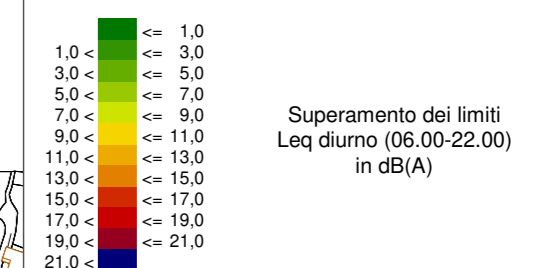 <= 1,0
1,0 < <= 3,0
3,0 < <= 5,0
5,0 < <= 7,0
7,0 < <= 9,0
9,0 < <= 11,0
11,0 < <= 13,0
13,0 < <= 15,0
15,0 < <= 17,0
17,0 < <= 19,0
19,0 < <= 21,0
21,0 <
Superamento dei limiti
Leq diurno (06.00-22.00)
in dB(A)